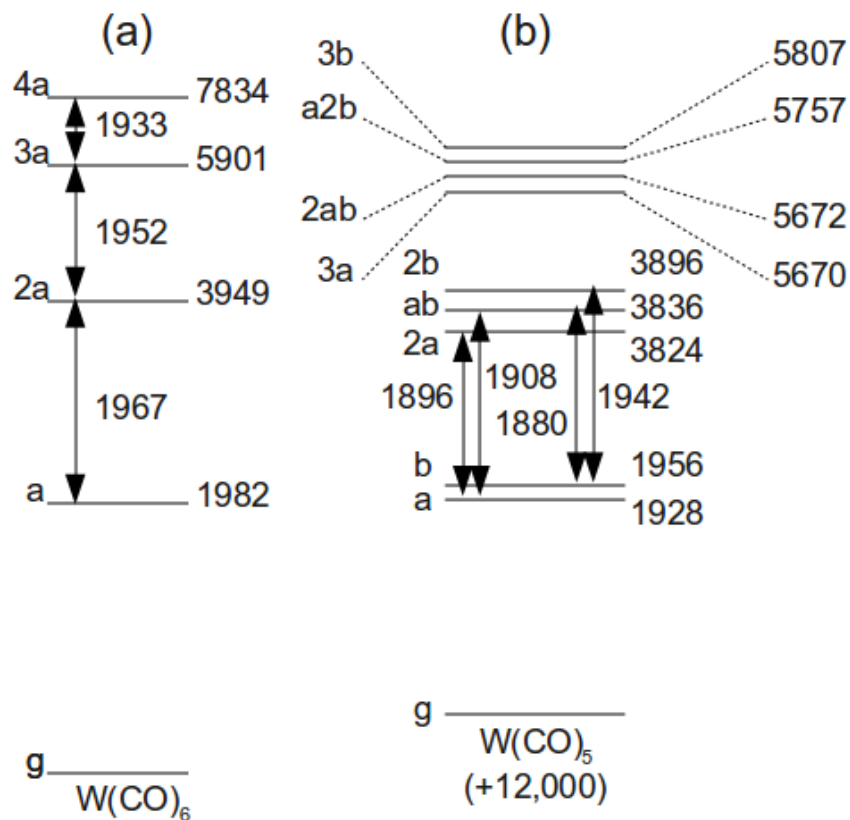 (a)
4a 7834
1933
3a 5901
1952
2a 3949
1967
a 1982
g
W(CO)₆
(b)
3b 5807
a2b 5757
2ab 5672
3a 5670
2b 3896
ab 3836
2a 3824
1896 1908 1880 1942
b 1956
a 1928
g
W(CO)₅
(+12,000)